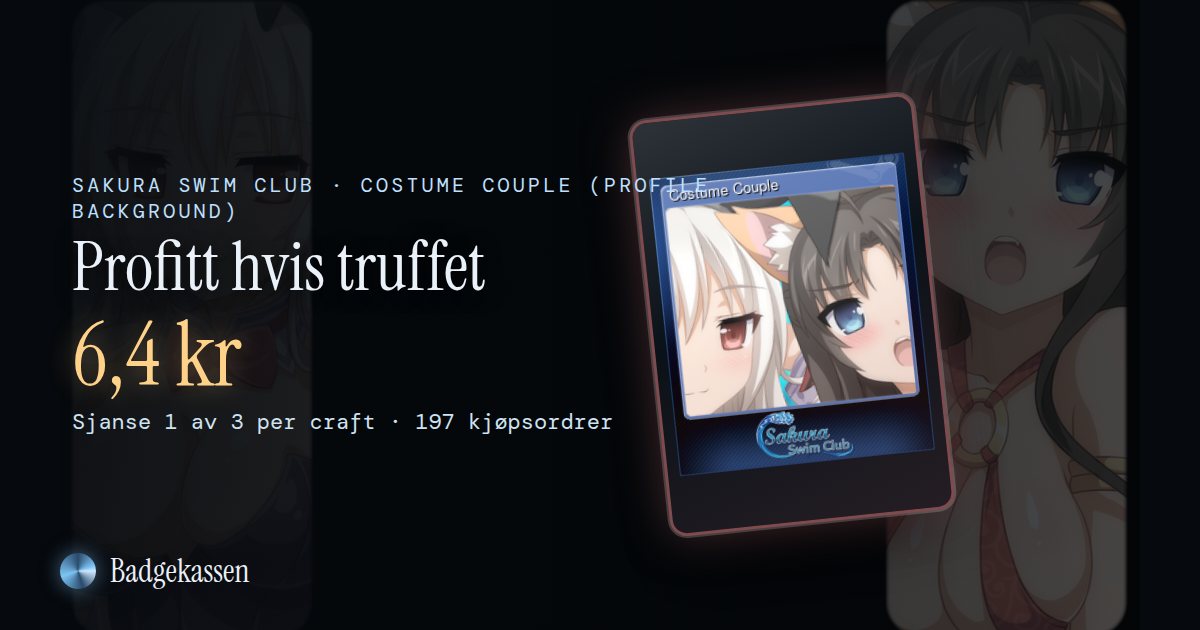 SAKURA SWIM CLUB · COSTUME COUPLE (PROFILE
BACKGROUND)
Profitt hvis truffet
6,4 kr
Sjanse 1 av 3 per craft · 197 kjøpsordrer
Badgekassen
Costume Couple
Sakura
Swim Club